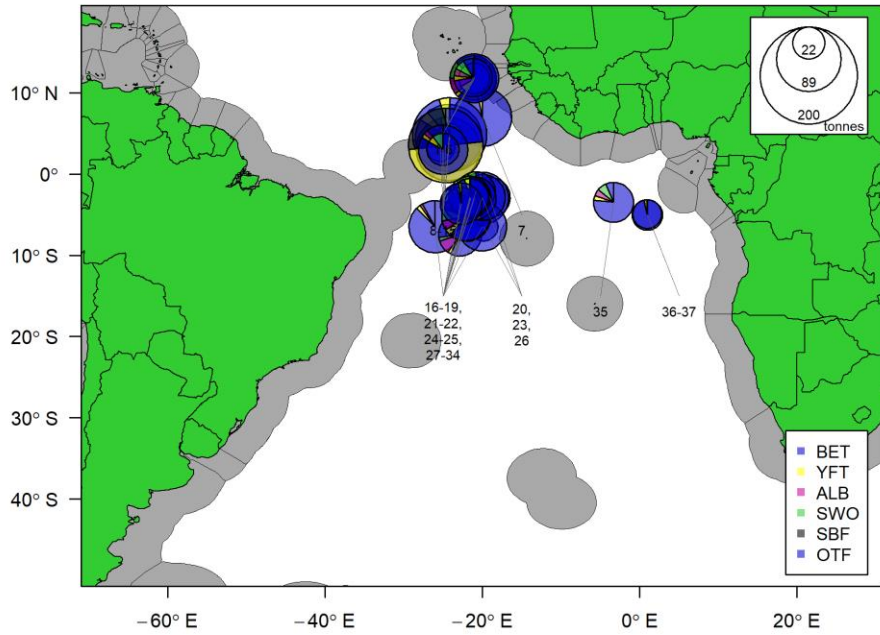 22
89
200
tonnes
10° N
0°
10° S
20° S
30° S
40° S
8-
7
16-19,
21-22,
24-25,
27-34
20,
23,
26
35
36-37
BET
YFT
ALB
SWO
SBF
OTF
−60° E
−40° E
−20° E
0° E
20° E